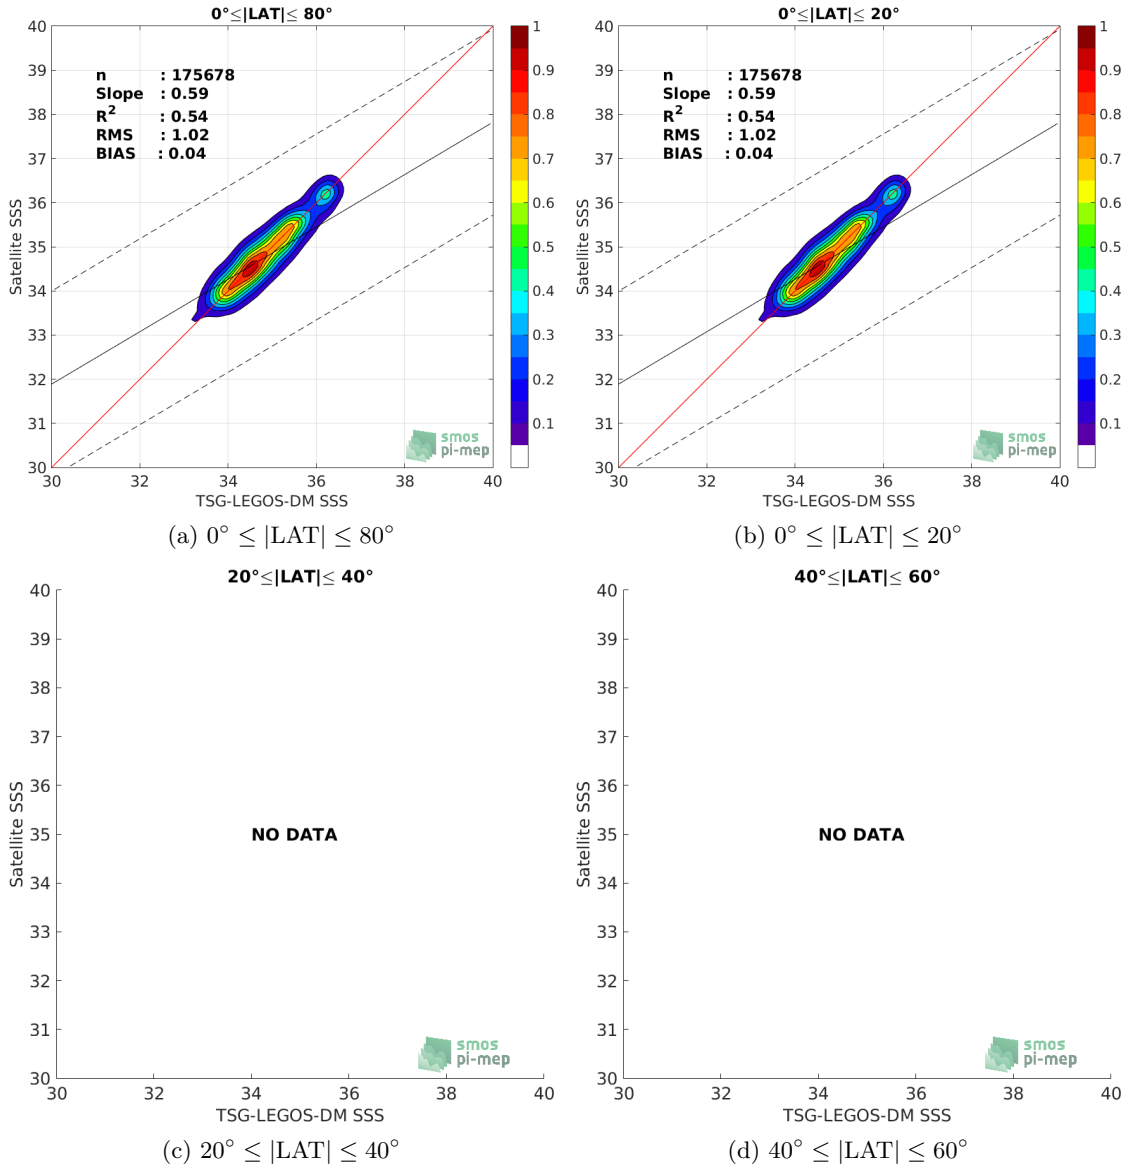 0°≤|LAT|≤ 80°
40
39
38
37
36
35
34
33
32
31
30
Satellite SSS
n : 175678
Slope : 0.59
R² : 0.54
RMS : 1.02
BIAS : 0.04
smos
pi-mep
30 32 34 36 38 40
TSG-LEGOS-DM SSS
1
0.9
0.8
0.7
0.6
0.5
0.4
0.3
0.2
0.1
(a) 0° ≤ |LAT| ≤ 80°
0°≤|LAT|≤ 20°
40
39
38
37
36
35
34
33
32
31
30
Satellite SSS
n : 175678
Slope : 0.59
R² : 0.54
RMS : 1.02
BIAS : 0.04
smos
pi-mep
30 32 34 36 38 40
TSG-LEGOS-DM SSS
1
0.9
0.8
0.7
0.6
0.5
0.4
0.3
0.2
0.1
(b) 0° ≤ |LAT| ≤ 20°
20°≤|LAT|≤ 40°
40
39
38
37
36
35
34
33
32
31
30
Satellite SSS
NO DATA
smos
pi-mep
30 32 34 36 38 40
TSG-LEGOS-DM SSS
(c) 20° ≤ |LAT| ≤ 40°
40°≤|LAT|≤ 60°
40
39
38
37
36
35
34
33
32
31
30
Satellite SSS
NO DATA
smos
pi-mep
30 32 34 36 38 40
TSG-LEGOS-DM SSS
(d) 40° ≤ |LAT| ≤ 60°